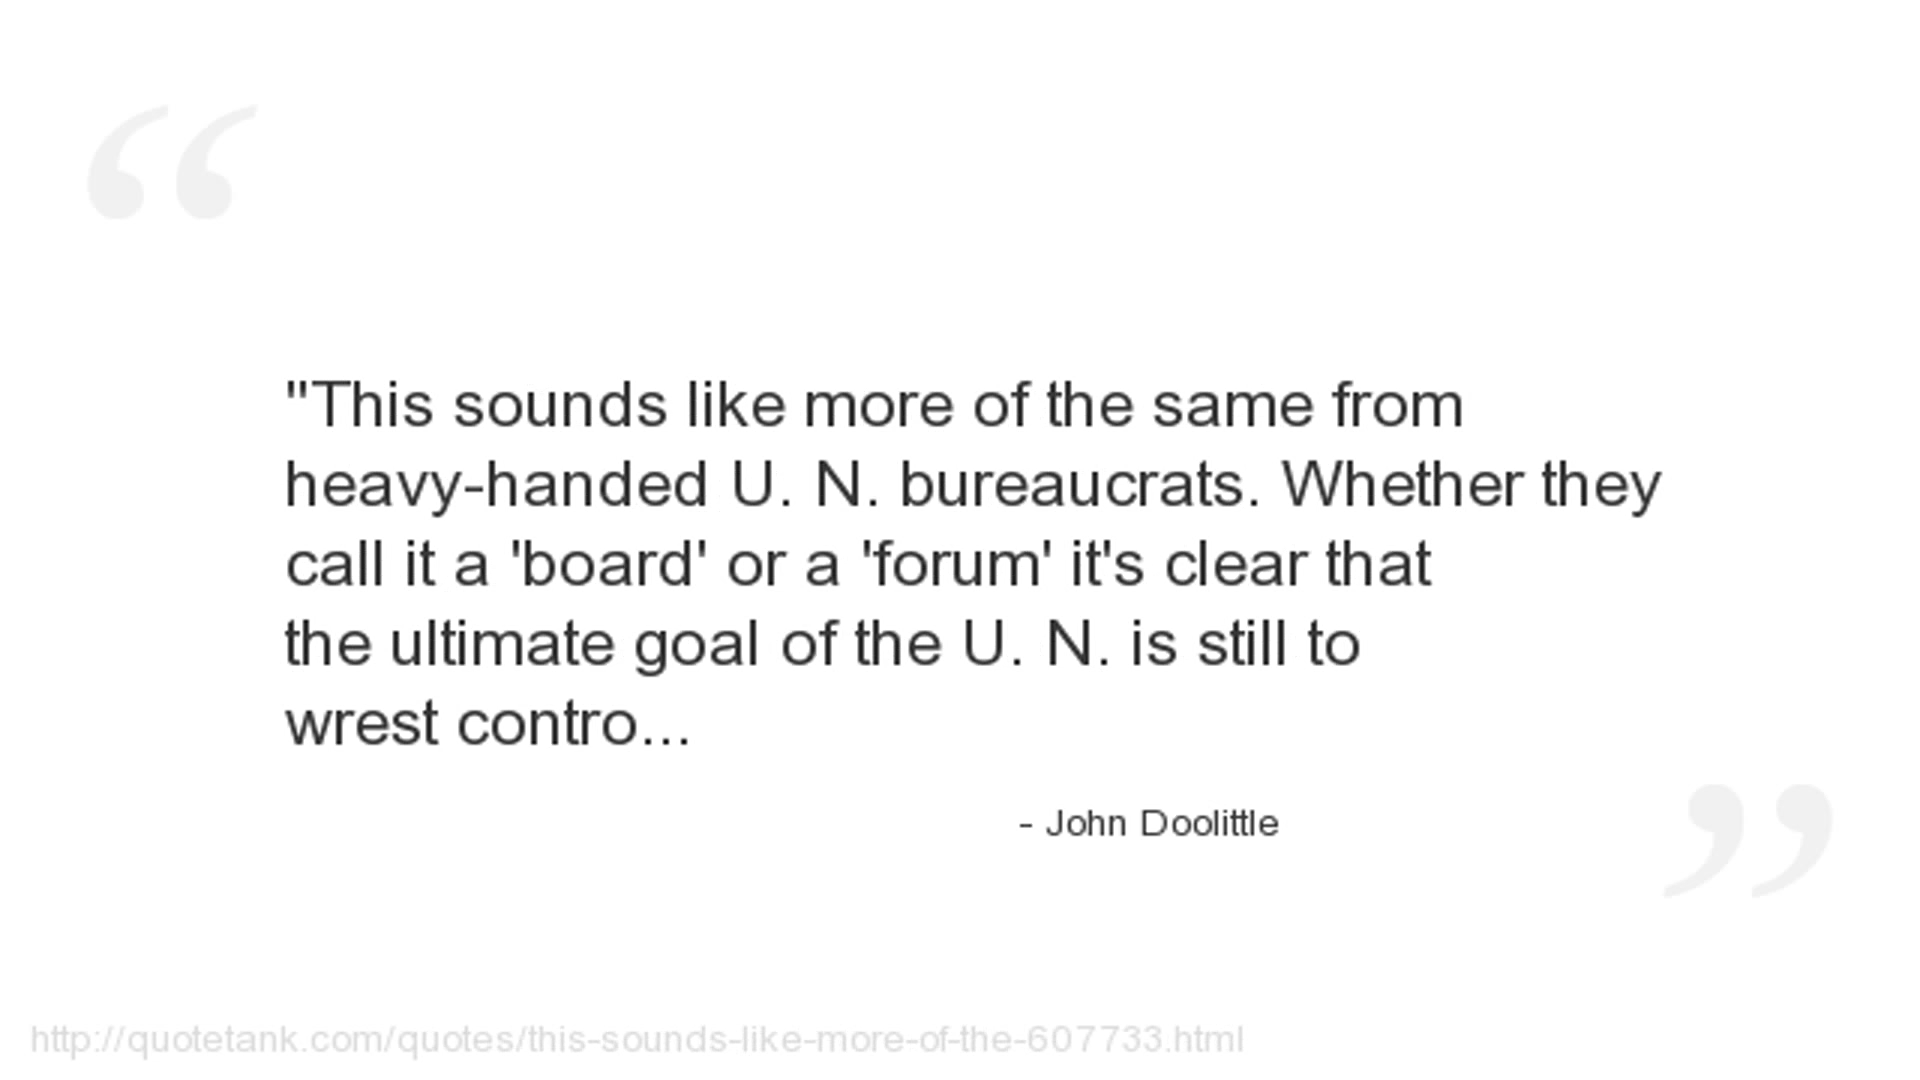 "This sounds like more of the same from
heavy-handed U. N. bureaucrats. Whether they
call it a 'board' or a 'forum' it's clear that
the ultimate goal of the U. N. is still to
wrest contro...
- John Doolittle
http://quotetank.com/quotes/this-sounds-like-more-of-the-607733.html